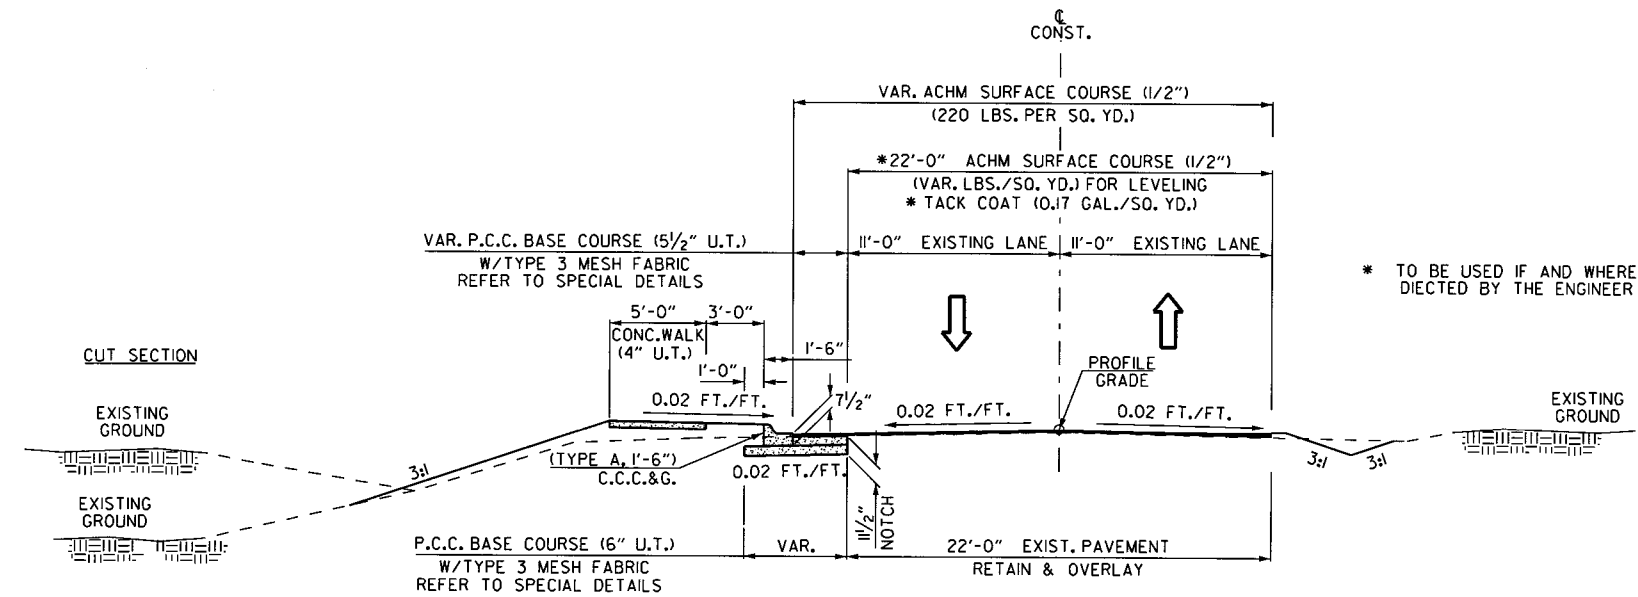 ℄
CONST.
VAR. ACHM SURFACE COURSE (1/2")
(220 LBS. PER SQ. YD.)
*22'-0" ACHM SURFACE COURSE (1/2")
(VAR. LBS./SQ. YD.) FOR LEVELING
* TACK COAT (0.17 GAL./SQ. YD.)
VAR. P.C.C. BASE COURSE (5 1/2" U.T.)
W/TYPE 3 MESH FABRIC
REFER TO SPECIAL DETAILS
11'-0" EXISTING LANE
11'-0" EXISTING LANE
* TO BE USED IF AND WHERE
DIECTED BY THE ENGINEER
5'-0"
3'-0"
CONC. WALK
(4" U.T.)
1'-6"
1'-0"
CUT SECTION
PROFILE
GRADE
7 1/2"
0.02 FT./FT.
0.02 FT./FT.
0.02 FT./FT.
EXISTING
GROUND
EXISTING
GROUND
3:1
(TYPE A, 1'-6")
C.C.C.&G.
0.02 FT./FT.
3:1
3:1
EXISTING
GROUND
11 1/2"
NOTCH
P.C.C. BASE COURSE (6" U.T.)
W/TYPE 3 MESH FABRIC
REFER TO SPECIAL DETAILS
VAR.
22'-0" EXIST. PAVEMENT
RETAIN & OVERLAY